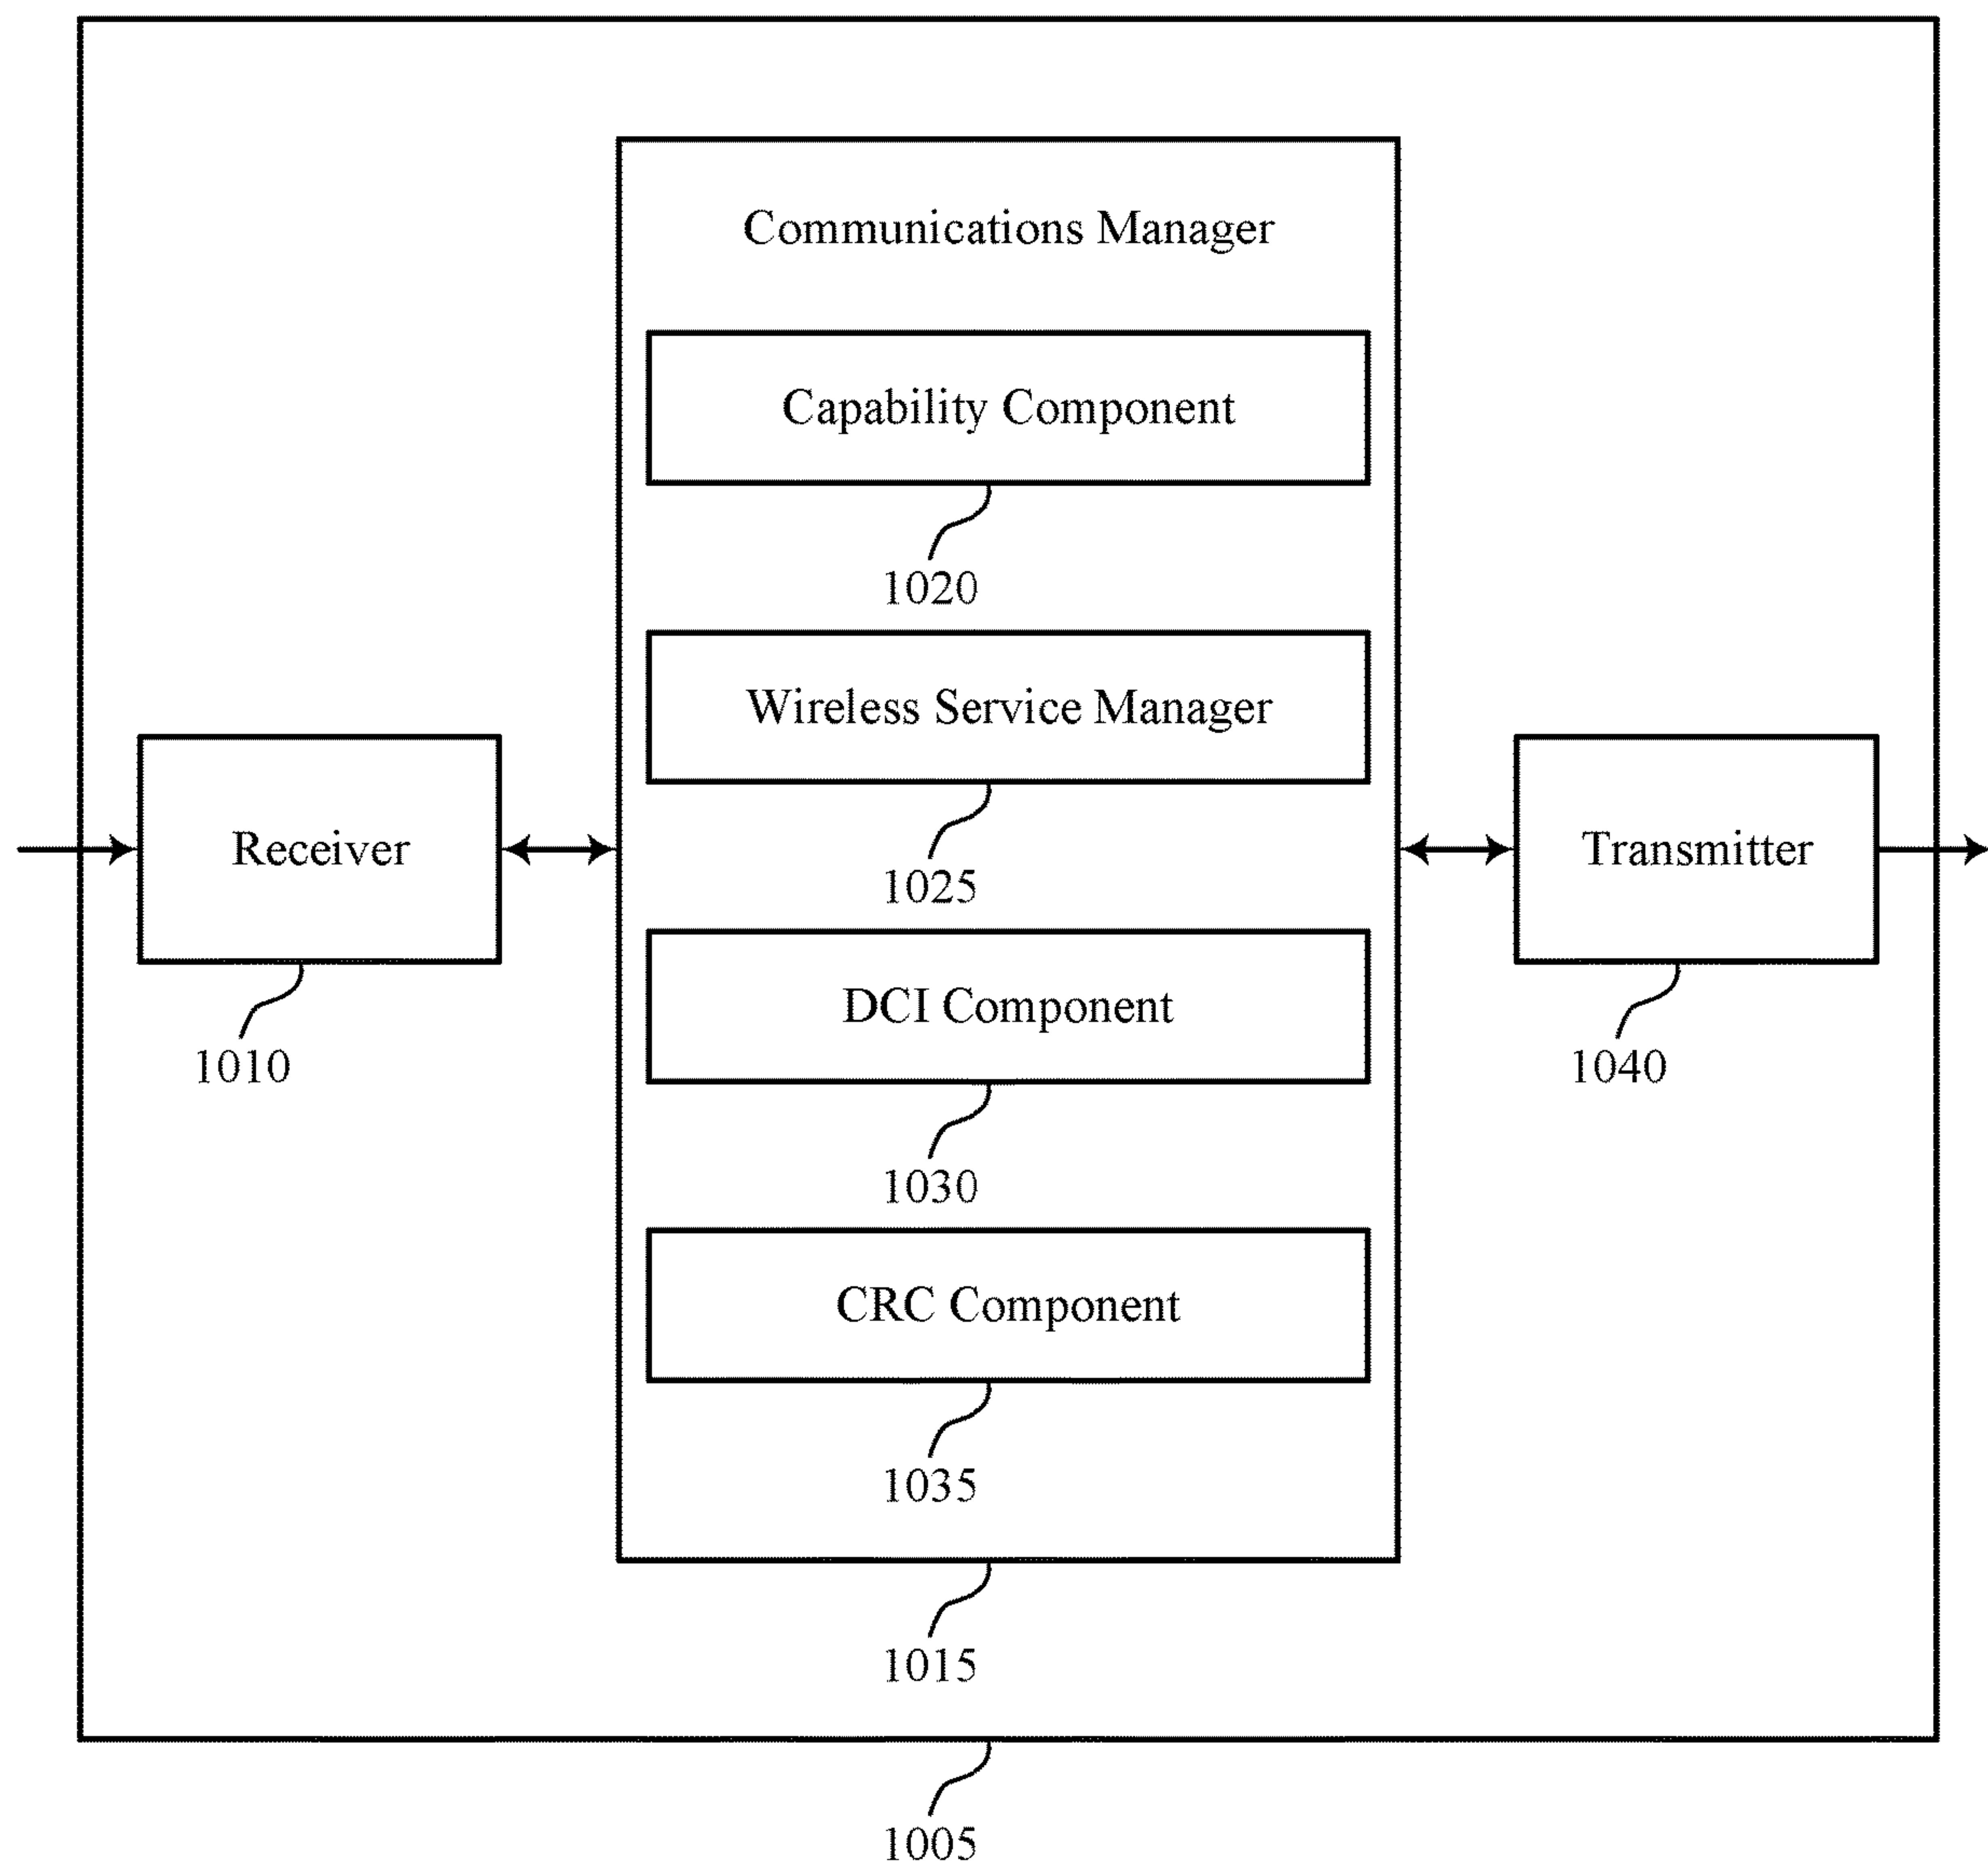 Communications Manager
Capability Component
1020
Wireless Service Manager
1025
Receiver
1010
Transmitter
1040
DCI Component
1030
CRC Component
1035
1015
1005